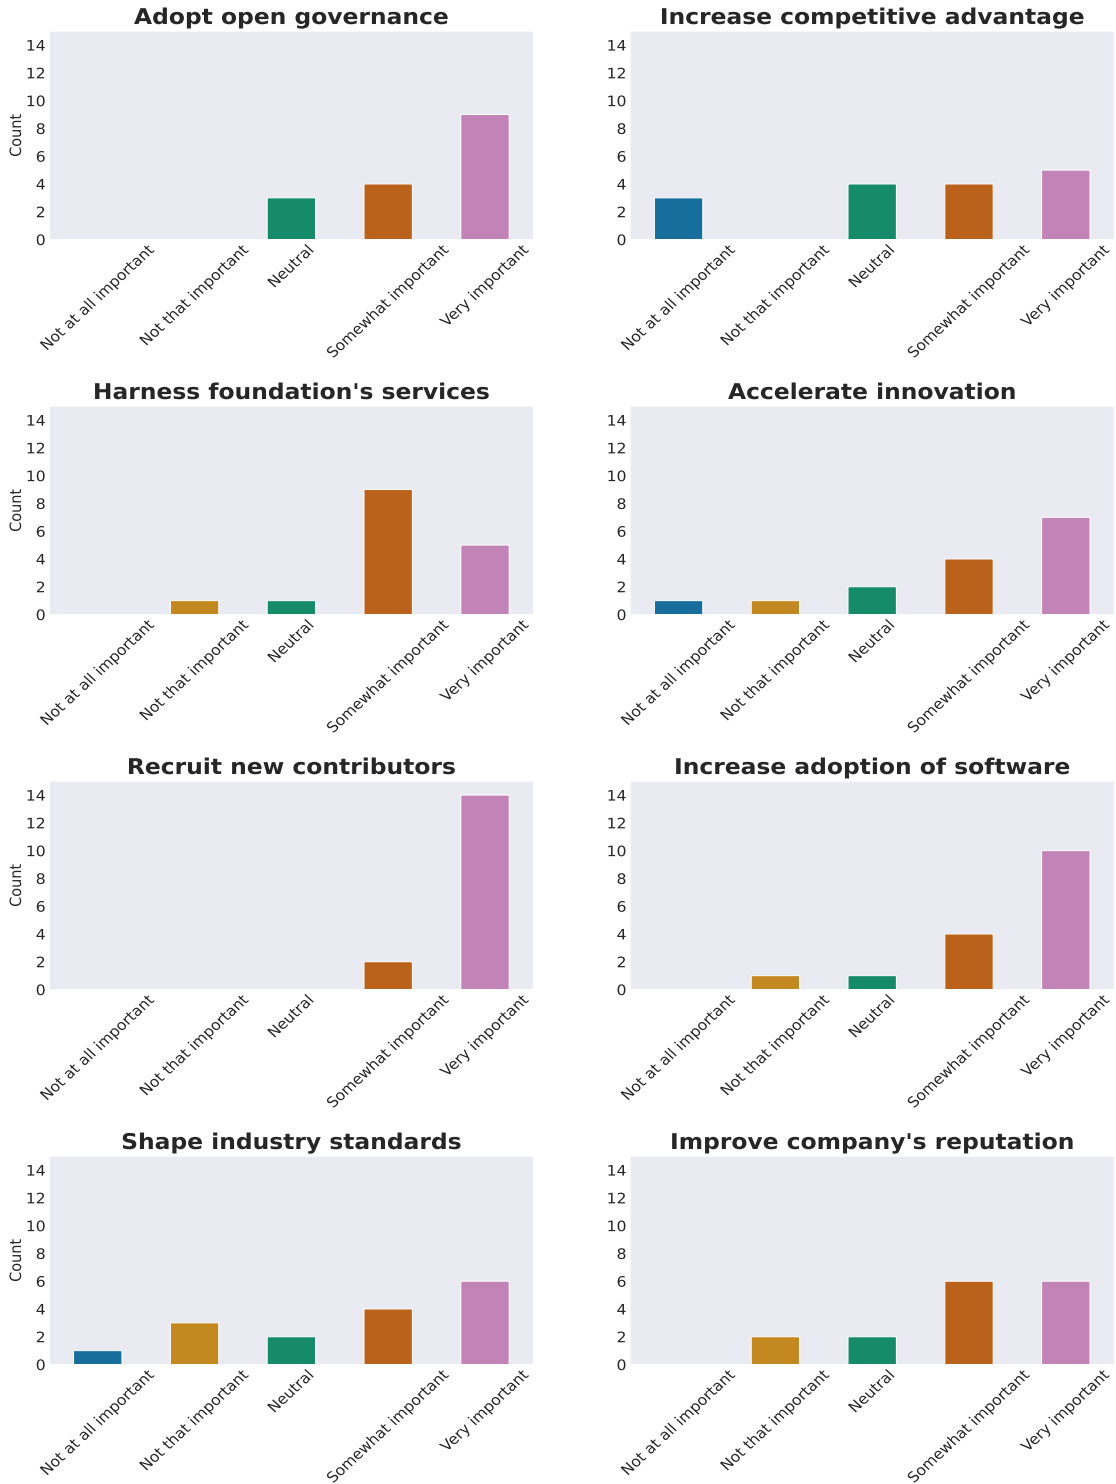 Adopt open governance
Count
14
12
10
8
6
4
2
0
Not at all important
Not that important
Neutral
Somewhat important
Very important
Increase competitive advantage
14
12
10
8
6
4
2
0
Not at all important
Not that important
Neutral
Somewhat important
Very important
Harness foundation's services
Count
14
12
10
8
6
4
2
0
Not at all important
Not that important
Neutral
Somewhat important
Very important
Accelerate innovation
14
12
10
8
6
4
2
0
Not at all important
Not that important
Neutral
Somewhat important
Very important
Recruit new contributors
Count
14
12
10
8
6
4
2
0
Not at all important
Not that important
Neutral
Somewhat important
Very important
Increase adoption of software
14
12
10
8
6
4
2
0
Not at all important
Not that important
Neutral
Somewhat important
Very important
Shape industry standards
Count
14
12
10
8
6
4
2
0
Not at all important
Not that important
Neutral
Somewhat important
Very important
Improve company's reputation
14
12
10
8
6
4
2
0
Not at all important
Not that important
Neutral
Somewhat important
Very important